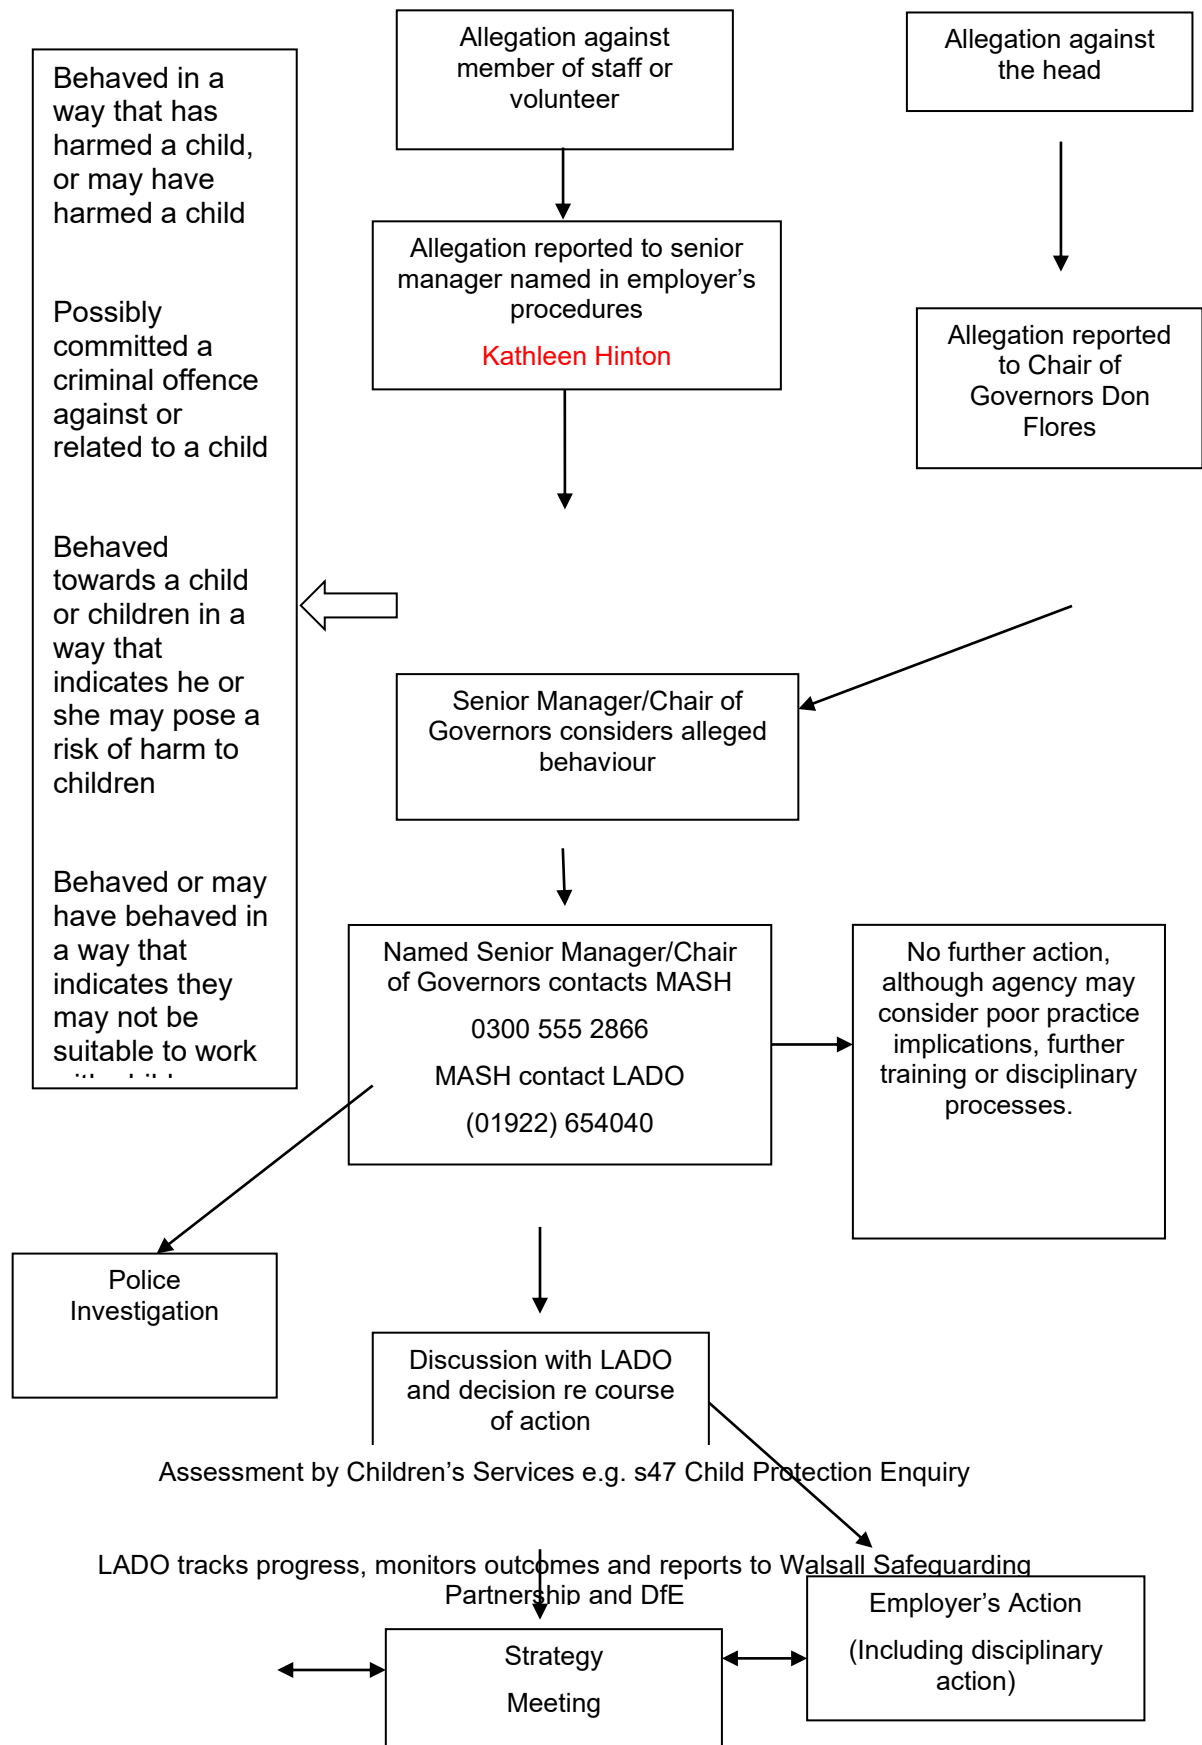 Allegation against
member of staff or
volunteer
Allegation against
the head
Behaved in a
way that has
harmed a child,
or may have
harmed a child
Possibly
committed a
criminal offence
against or
related to a child
Behaved
towards a child
or children in a
way that
indicates he or
she may pose a
risk of harm to
children
Behaved or may
have behaved in
a way that
indicates they
may not be
suitable to work
Allegation reported to senior
manager named in employer’s
procedures
Kathleen Hinton
Allegation reported
to Chair of
Governors Don
Flores
Senior Manager/Chair of
Governors considers alleged
behaviour
Named Senior Manager/Chair
of Governors contacts MASH
0300 555 2866
MASH contact LADO
(01922) 654040
No further action,
although agency may
consider poor practice
implications, further
training or disciplinary
processes.
Police
Investigation
Discussion with LADO
and decision re course
of action
Assessment by Children’s Services e.g. s47 Child Protection Enquiry
LADO tracks progress, monitors outcomes and reports to Walsall Safeguarding
Partnership and DfE
Employer’s Action
(Including disciplinary
action)
Strategy
Meeting